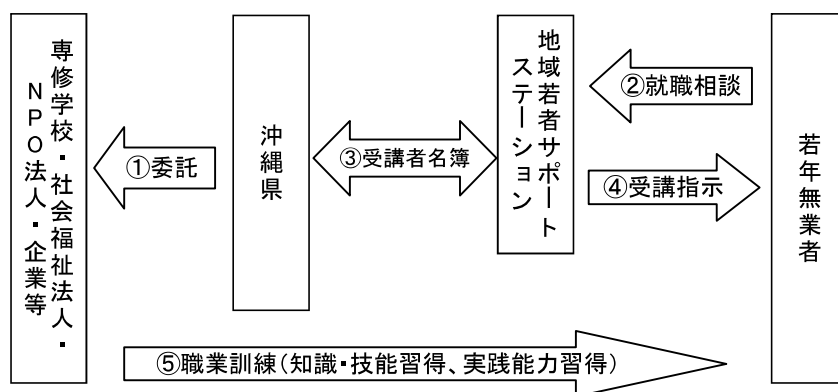 専修学校・社会福祉法人・
NPO法人・企業等
①委託
沖縄県
③受講者名簿
地域若者サポート
ステーション
②就職相談
④受講指示
若年無業者
⑤職業訓練(知識・技能習得、実践能力習得)